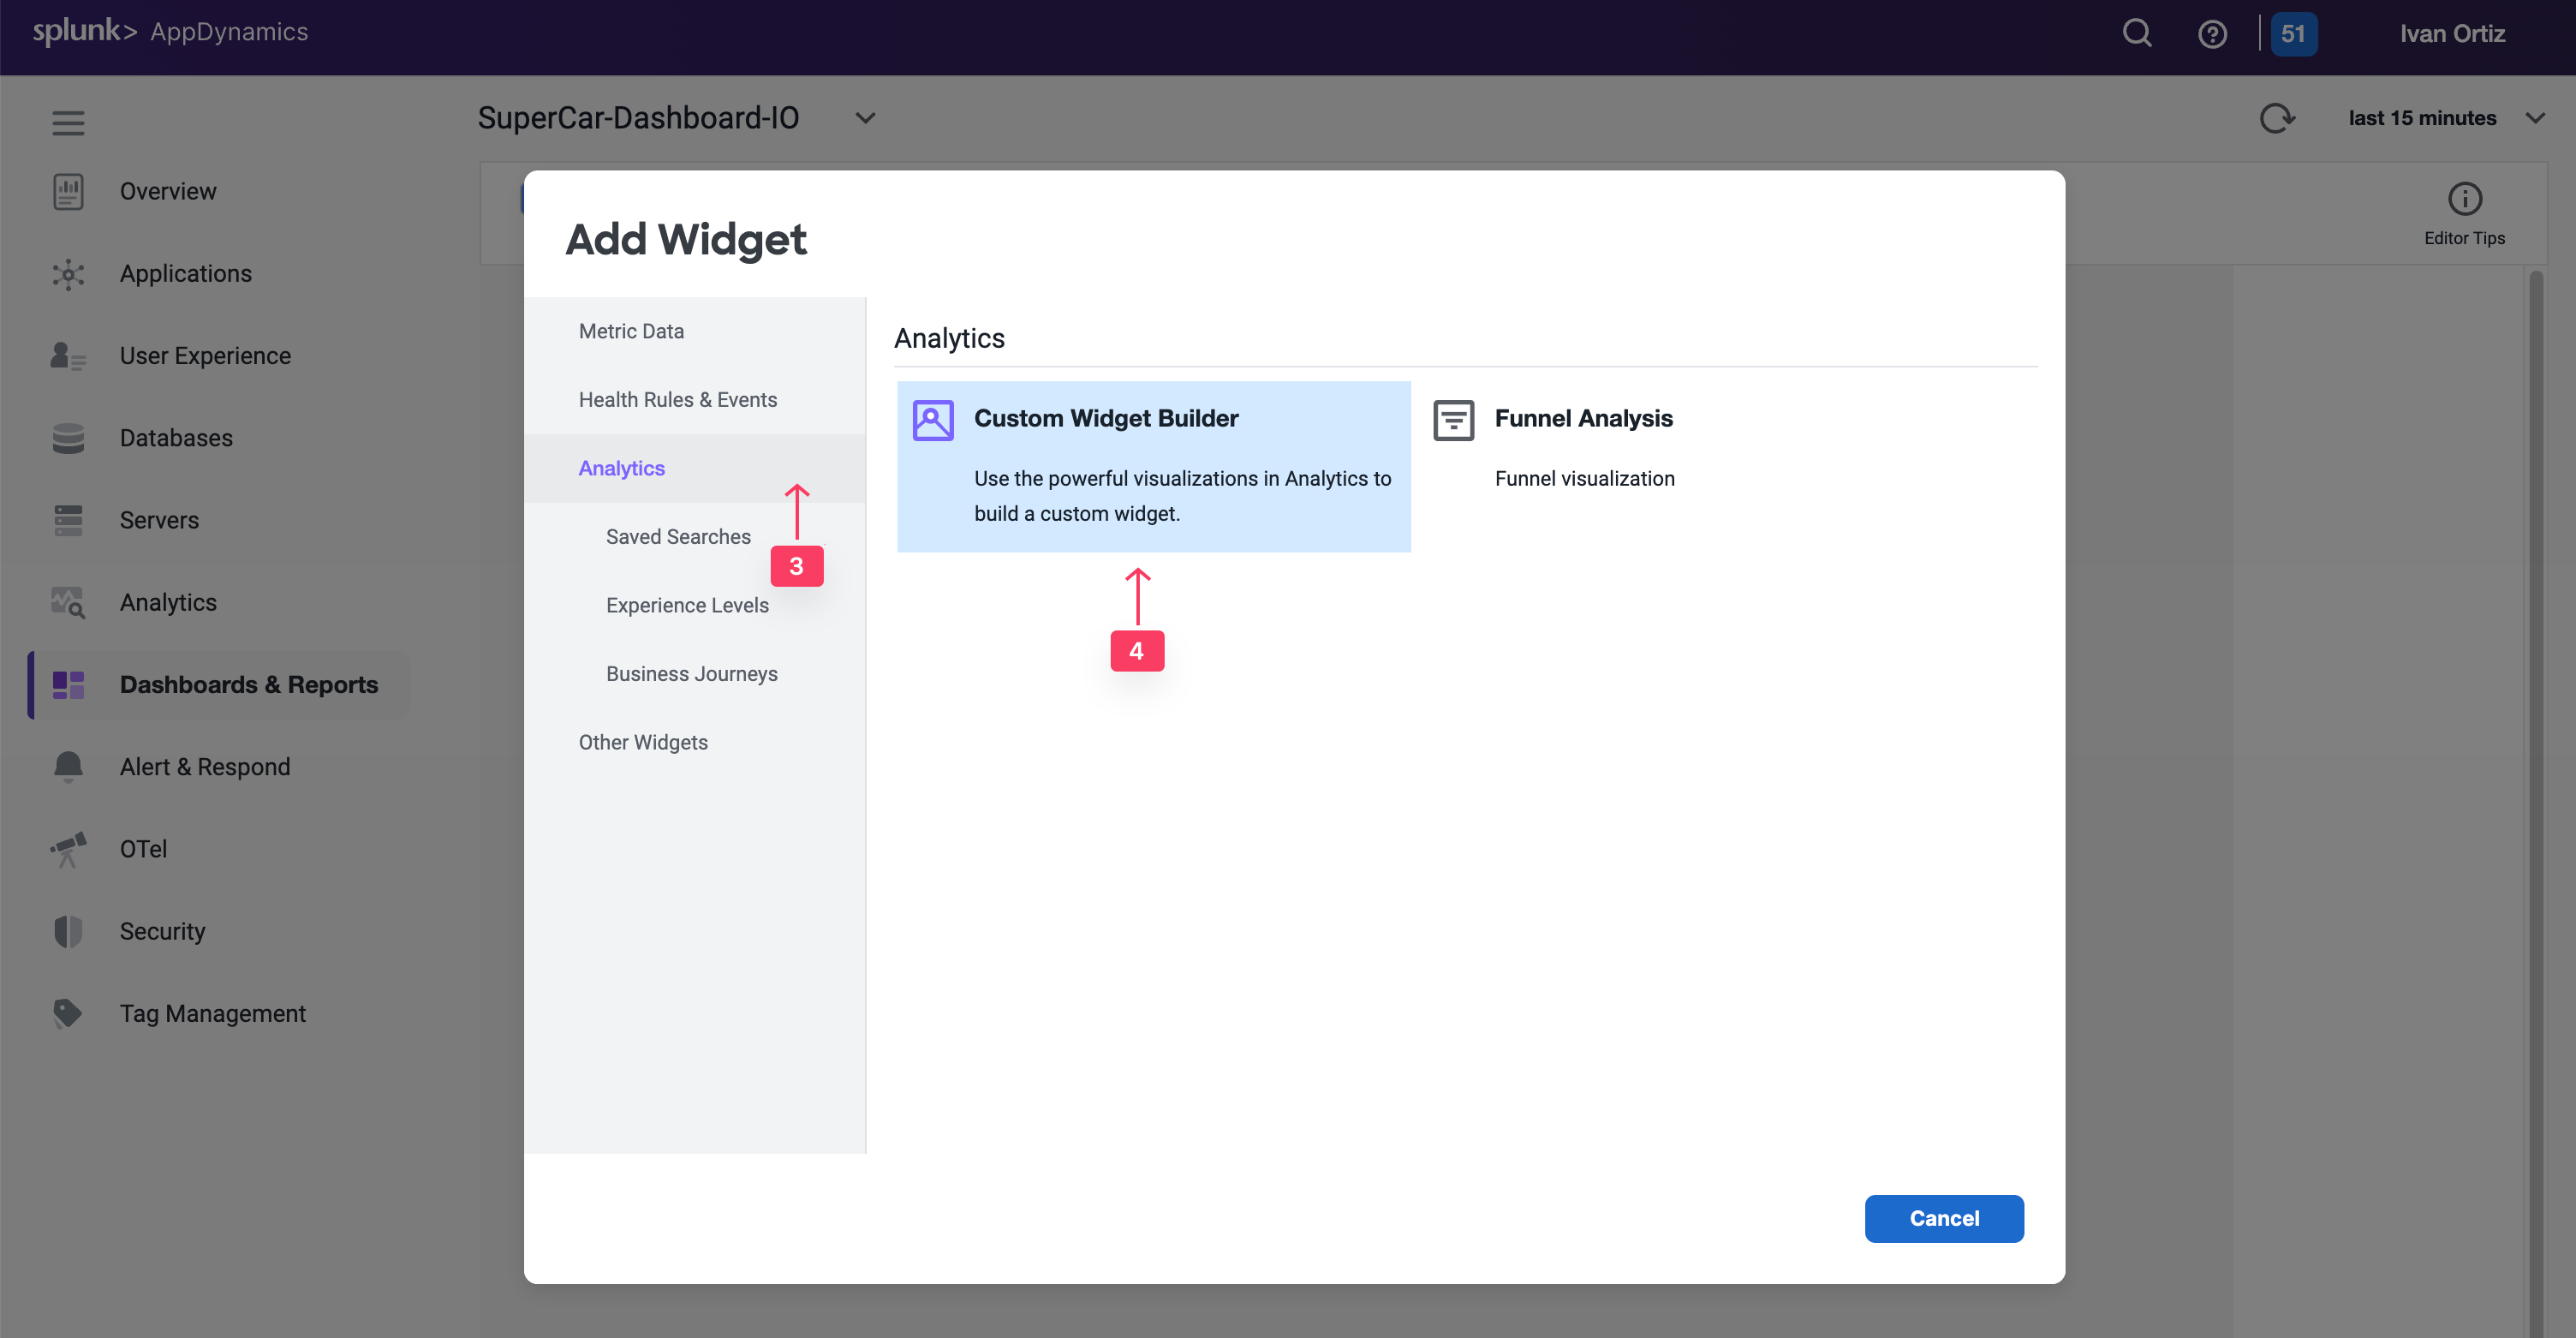 splunk> AppDynamics
51
Ivan Ortiz
SuperCar-Dashboard-IO
last 15 minutes
Overview
Applications
User Experience
Databases
Servers
Analytics
Dashboards & Reports
Alert & Respond
OTel
Security
Tag Management
Editor Tips
Add Widget
Metric Data
Health Rules & Events
Analytics
Saved Searches
3
Experience Levels
Business Journeys
Other Widgets
Analytics
Custom Widget Builder
Use the powerful visualizations in Analytics to
build a custom widget.
4
Funnel Analysis
Funnel visualization
Cancel